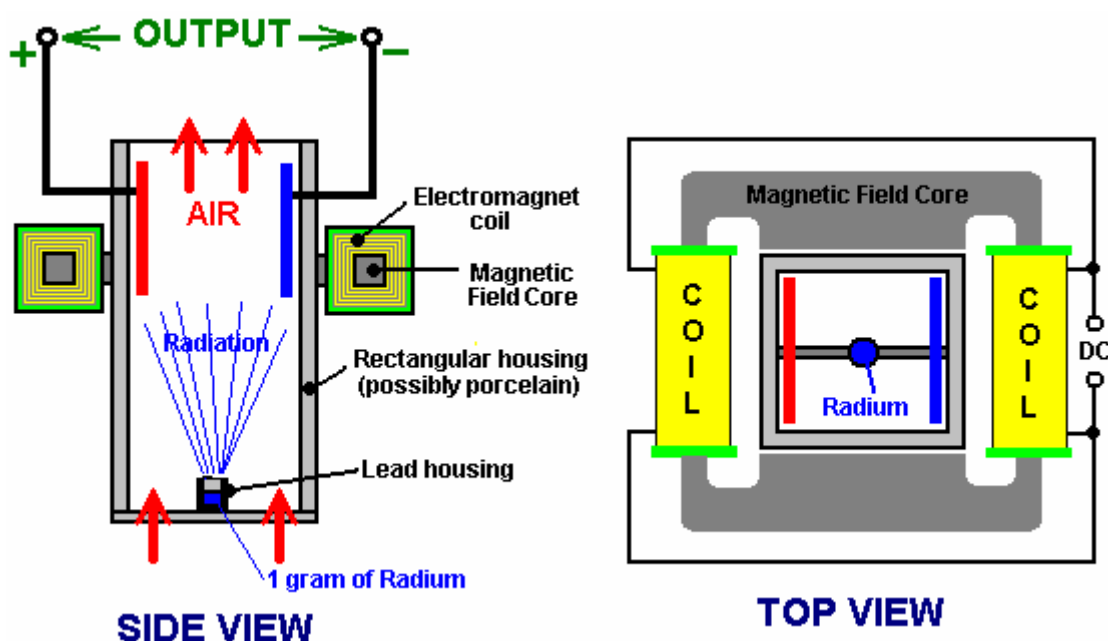 OUTPUT
+
−
AIR
Electromagnet
coil
Magnetic
Field Core
Radiation
Rectangular housing
(possibly porcelain)
Lead housing
1 gram of Radium
SIDE VIEW
Magnetic Field Core
COIL
COIL
DC
Radium
TOP VIEW